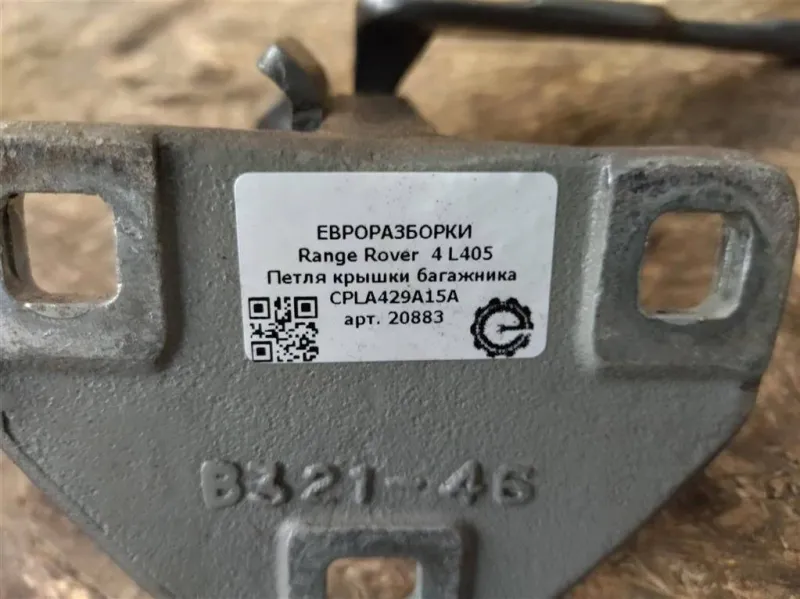 ЕВРОРАЗБОРКИ
Range Rover 4 L405
Петля крышки багажника
CPLA429A15A
арт. 20883
B321-46